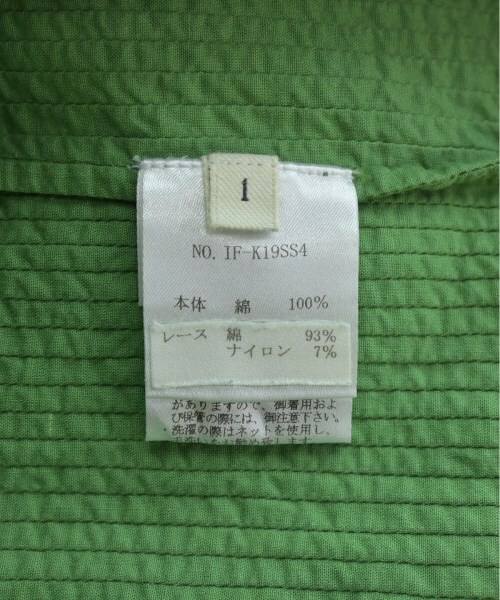 1
NO. IF-K19SS4
本体 綿 100%
レース 綿 93%
ナイロン 7%
がありますので、御着用およ
び保管の際には、御注意下さい。
・洗濯の際はネットを使用し、